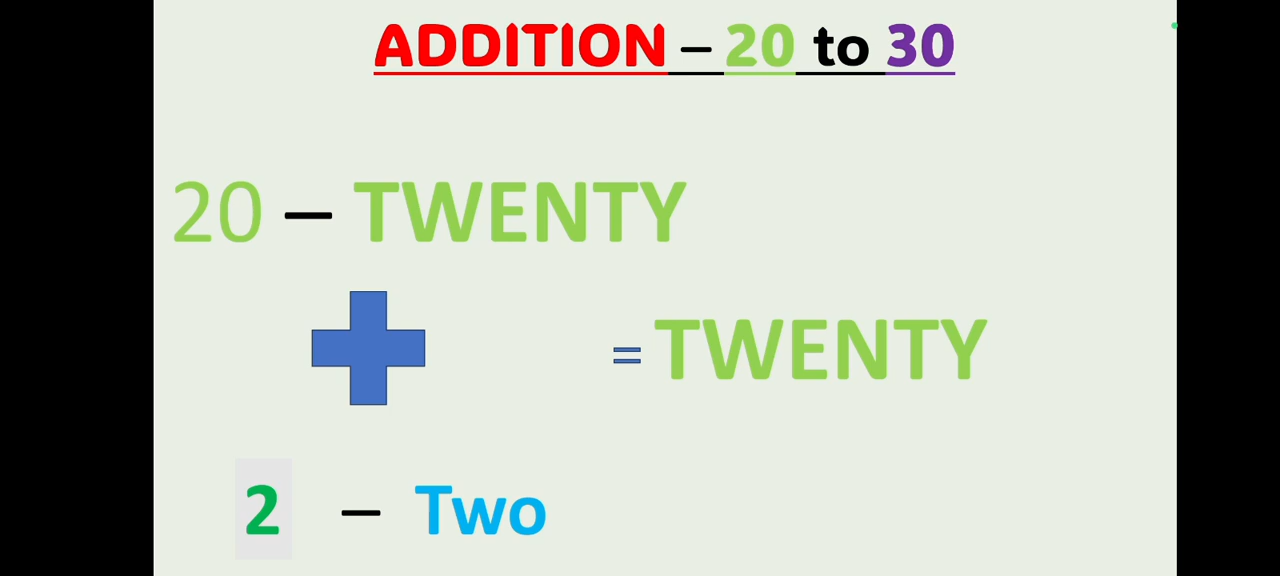 ADDITION – 20 to 30
20 – TWENTY
= TWENTY
2 – Two